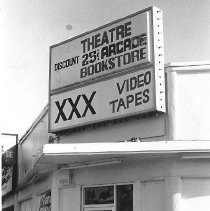 THEATRE
DISCOUNT 25¢ ARCADE
BOOKSTORE
XXX VIDEO
TAPES